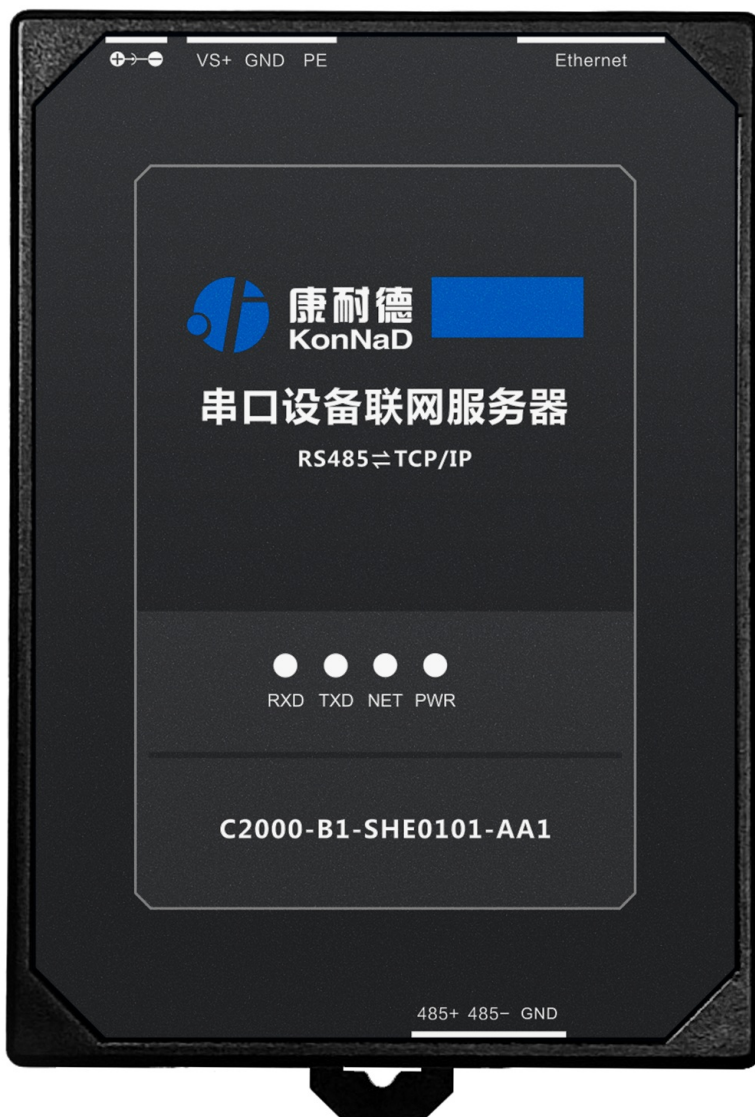 VS+ GND PE Ethernet
康耐德
KonNaD
串口设备联网服务器
RS485⇌TCP/IP
RXD TXD NET PWR
C2000-B1-SHE0101-AA1
485+ 485- GND